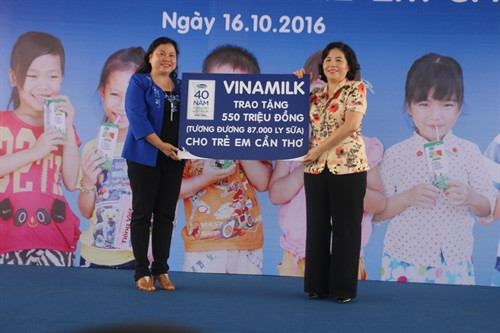 Ngày 16.10.2016
40
NĂM
VINAMILK
TRAO TẶNG
550 TRIỆU ĐỒNG
(TƯƠNG ĐƯƠNG 87.000 LY SỮA)
CHO TRẺ EM CẦN THƠ